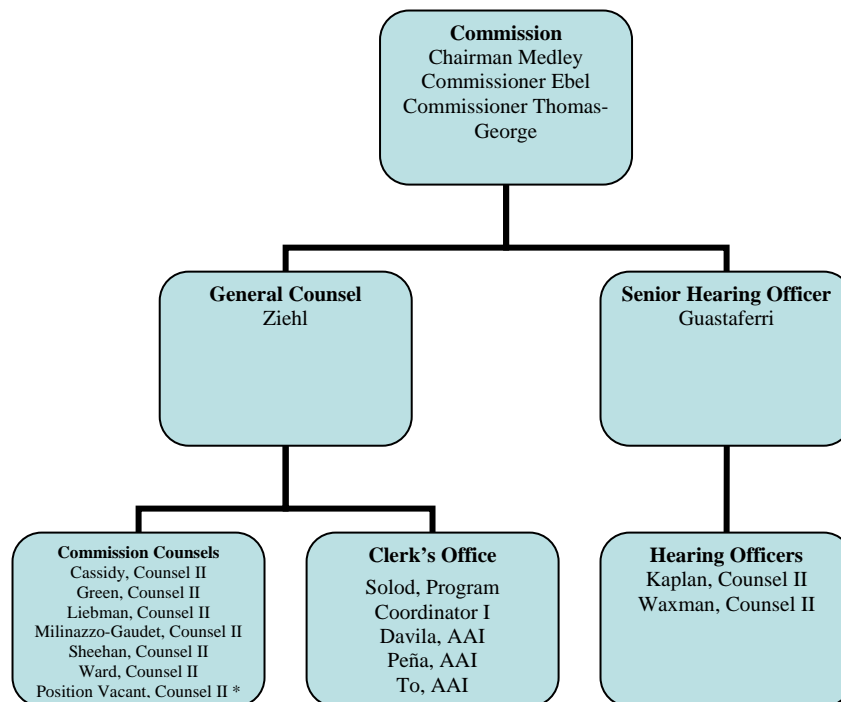 Commission
Chairman Medley
Commissioner Ebel
Commissioner Thomas-
George
General Counsel
Ziehl
Senior Hearing Officer
Guastaferri
Commission Counsels
Cassidy, Counsel II
Green, Counsel II
Liebman, Counsel II
Milinazzo-Gaudet, Counsel II
Sheehan, Counsel II
Ward, Counsel II
Position Vacant, Counsel II *
Clerk's Office
Solod, Program
Coordinator I
Davila, AAI
Peña, AAI
To, AAI
Hearing Officers
Kaplan, Counsel II
Waxman, Counsel II